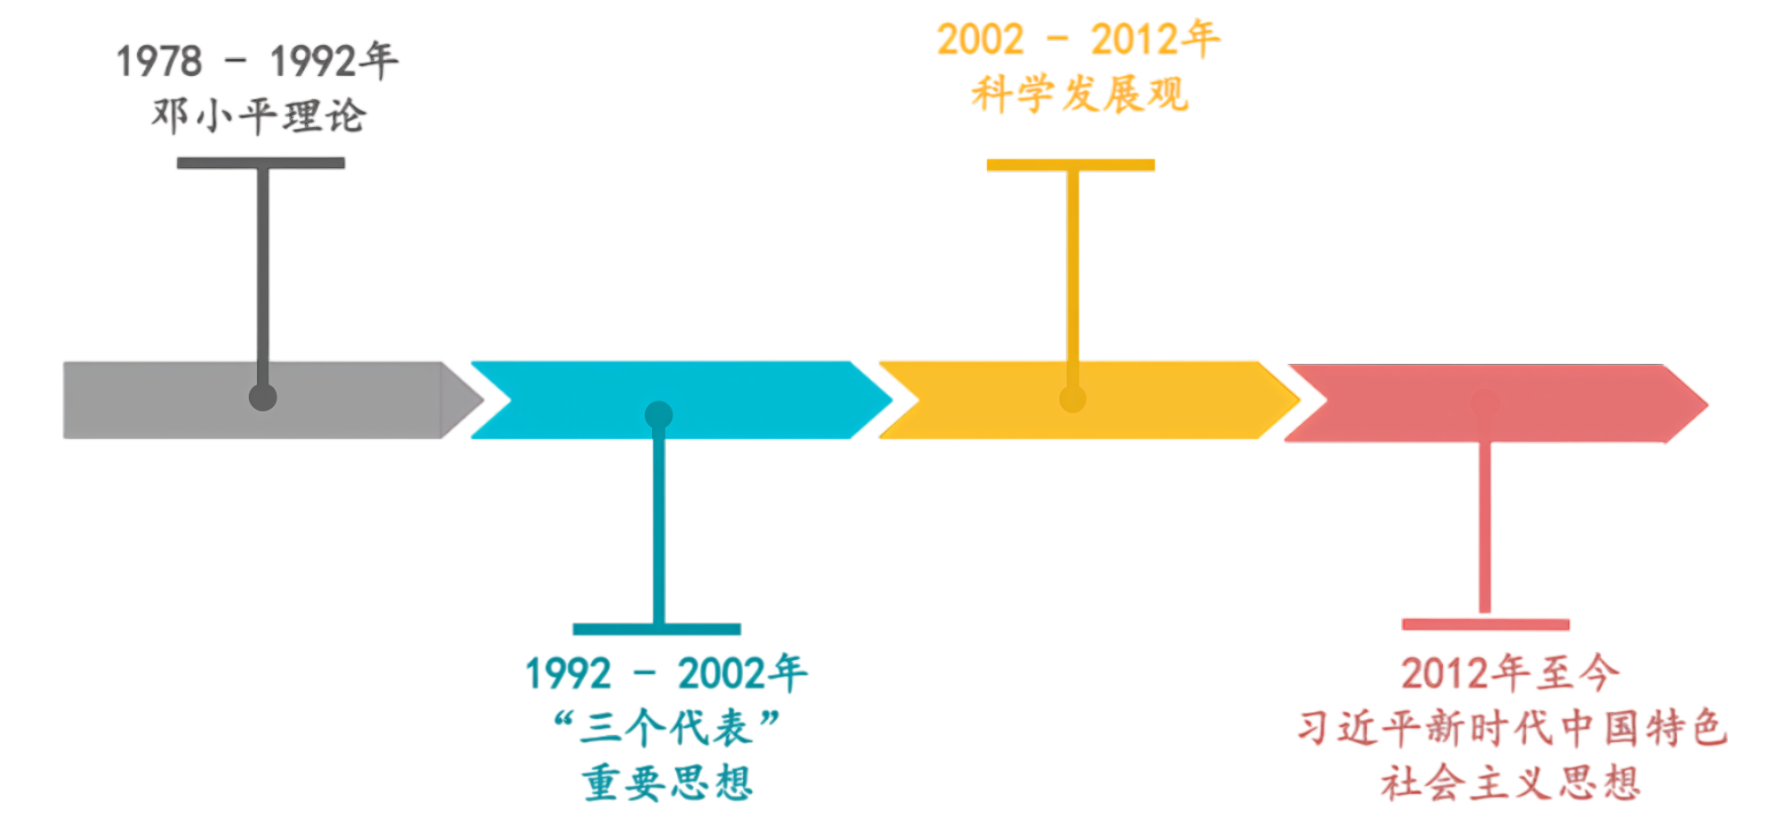 1978 - 1992年
邓小平理论
1992 - 2002年
“三个代表”
重要思想
2002 - 2012年
科学发展观
2012年至今
习近平新时代中国特色
社会主义思想